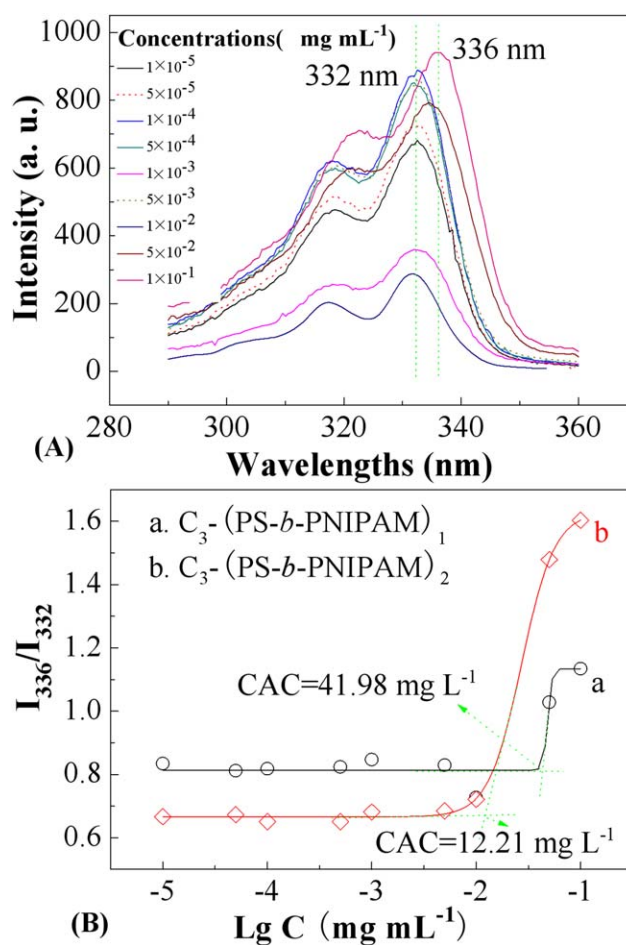 Concentrations( mg mL⁻¹)
1×10⁻⁵
5×10⁻⁵
1×10⁻⁴
5×10⁻⁴
1×10⁻³
5×10⁻³
1×10⁻²
5×10⁻²
1×10⁻¹
332 nm
336 nm
1000
800
600
400
200
0
Intensity (a. u.)
280 300 320 340 360
(A) Wavelengths (nm)
a. C₃-(PS-b-PNIPAM)₁
b. C₃-(PS-b-PNIPAM)₂
b
a
CAC=41.98 mg L⁻¹
CAC=12.21 mg L⁻¹
1.6
1.4
1.2
1.0
0.8
0.6
I₃₃₆/I₃₃₂
-5 -4 -3 -2 -1
(B) Lg C (mg mL⁻¹)